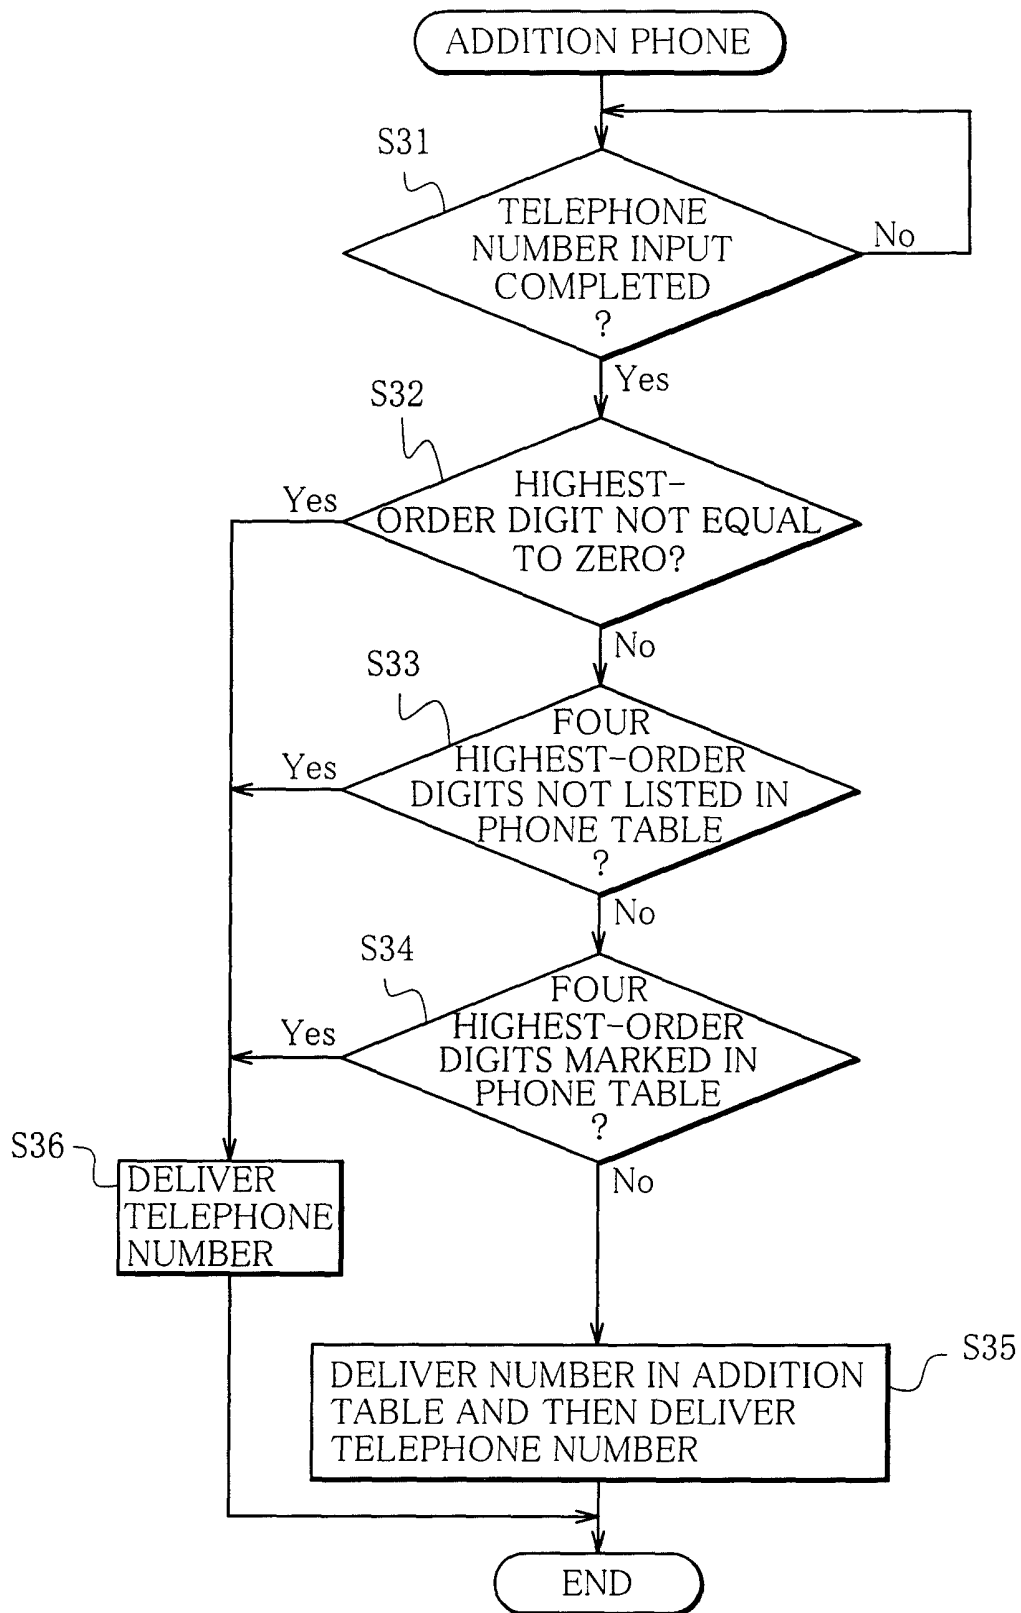 ADDITION PHONE
S31
TELEPHONE
NUMBER INPUT
COMPLETED
?
No
Yes
S32
HIGHEST-
ORDER DIGIT NOT EQUAL
TO ZERO?
Yes
No
S33
FOUR
HIGHEST-ORDER
DIGITS NOT LISTED IN
PHONE TABLE
?
Yes
No
S34
FOUR
HIGHEST-ORDER
DIGITS MARKED IN
PHONE TABLE
?
Yes
No
S36
DELIVER
TELEPHONE
NUMBER
S35
DELIVER NUMBER IN ADDITION
TABLE AND THEN DELIVER
TELEPHONE NUMBER
END